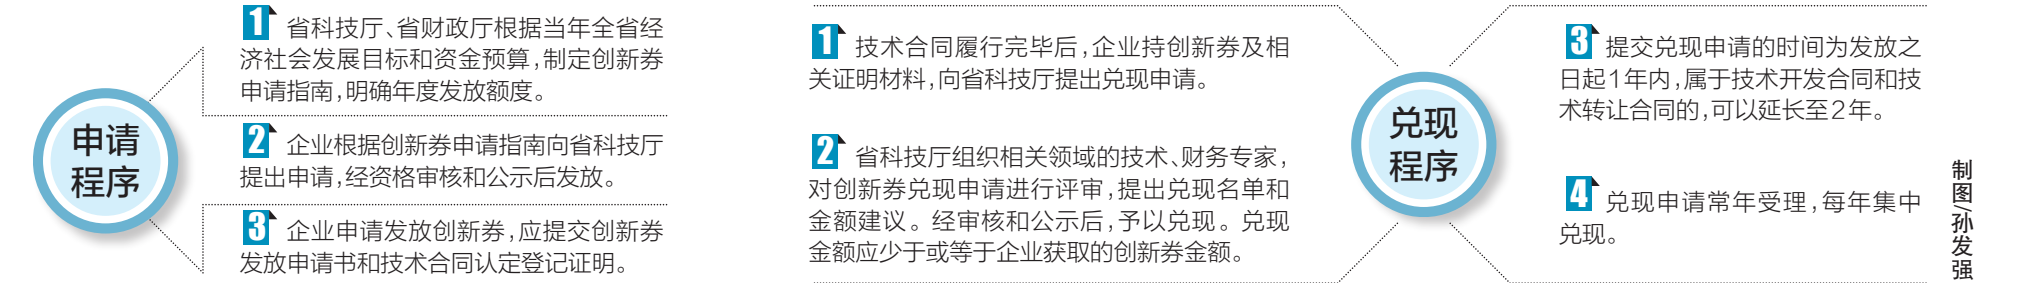 申请
程序
1 省科技厅、省财政厅根据当年全省经
济社会发展目标和资金预算,制定创新券
申请指南,明确年度发放额度。
2 企业根据创新券申请指南向省科技厅
提出申请,经资格审核和公示后发放。
3 企业申请发放创新券,应提交创新券
发放申请书和技术合同认定登记证明。
兑现
程序
1 技术合同履行完毕后,企业持创新券及相
关证明材料,向省科技厅提出兑现申请。
2 省科技厅组织相关领域的技术、财务专家,
对创新券兑现申请进行评审,提出兑现名单和
金额建议。经审核和公示后,予以兑现。兑现
金额应少于或等于企业获取的创新券金额。
3 提交兑现申请的时间为发放之
日起1年内,属于技术开发合同和技
术转让合同的,可以延长至2年。
4 兑现申请常年受理,每年集中
兑现。
制图/孙发强